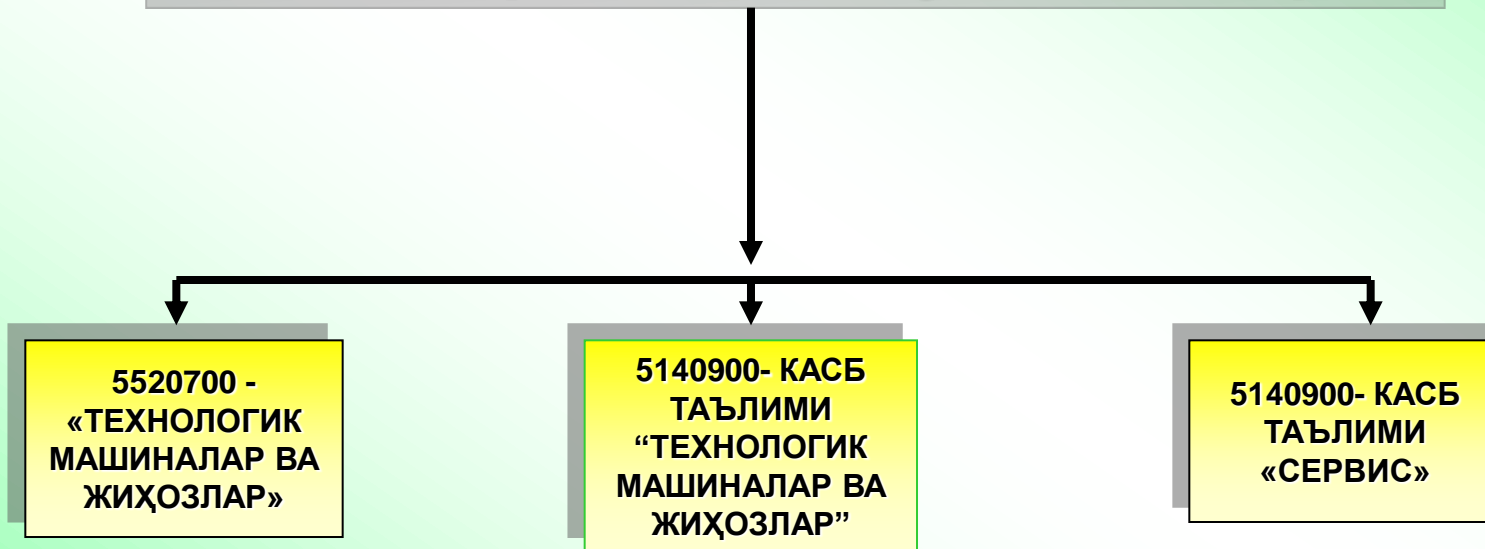 5520700 -
«ТЕХНОЛОГИК
МАШИНАЛАР ВА
ЖИҲОЗЛАР»
5140900- КАСБ
ТАЪЛИМИ
“ТЕХНОЛОГИК
МАШИНАЛАР ВА
ЖИҲОЗЛАР”
5140900- КАСБ
ТАЪЛИМИ
«СЕРВИС»